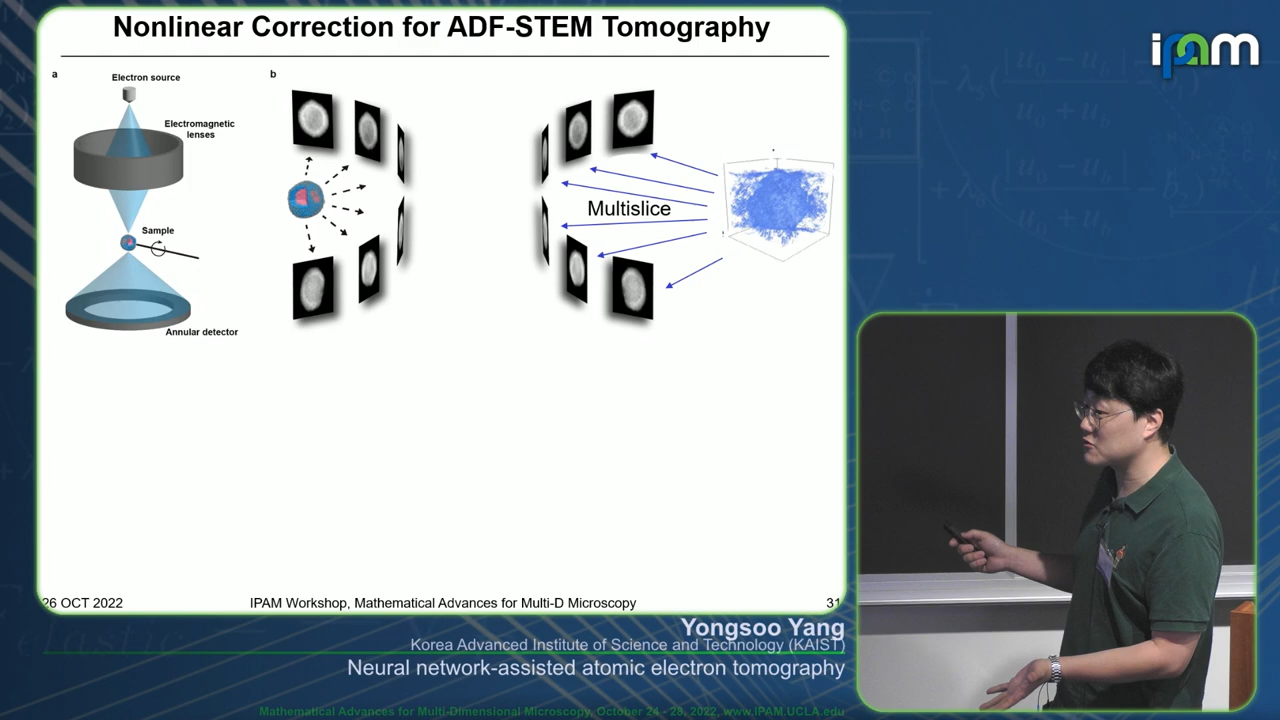 Nonlinear Correction for ADF-STEM Tomography
a
Electron source
Electromagnetic
lenses
Sample
Annular detector
b
Multislice
26 OCT 2022
IPAM Workshop, Mathematical Advances for Multi-D Microscopy
31
ipam
Yongsoo Yang
Korea Advanced Institute of Science and Technology (KAIST)
Neural network-assisted atomic electron tomography
Mathematical Advances for Multi-Dimensional Microscopy, October 24 - 28, 2022, www.IPAM.UCLA.edu